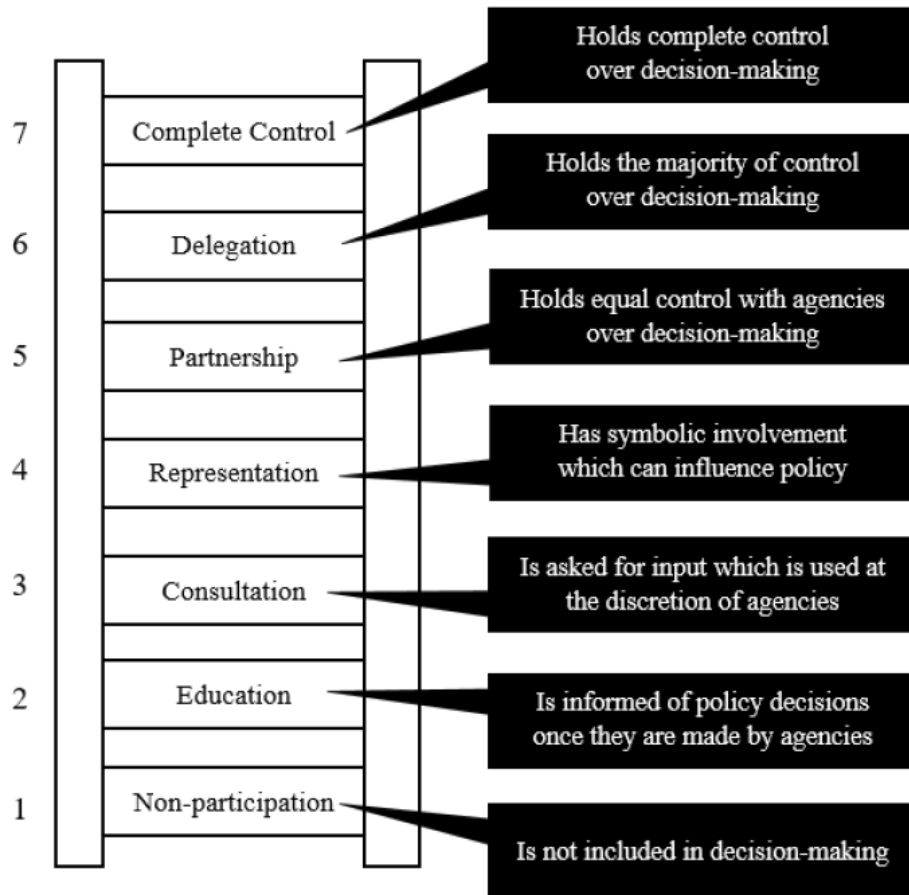 Holds complete control
over decision-making
7
Complete Control
Holds the majority of control
over decision-making
6
Delegation
Holds equal control with agencies
over decision-making
5
Partnership
Has symbolic involvement
which can influence policy
4
Representation
Is asked for input which is used at
the discretion of agencies
3
Consultation
Is informed of policy decisions
once they are made by agencies
2
Education
Is not included in decision-making
1
Non-participation